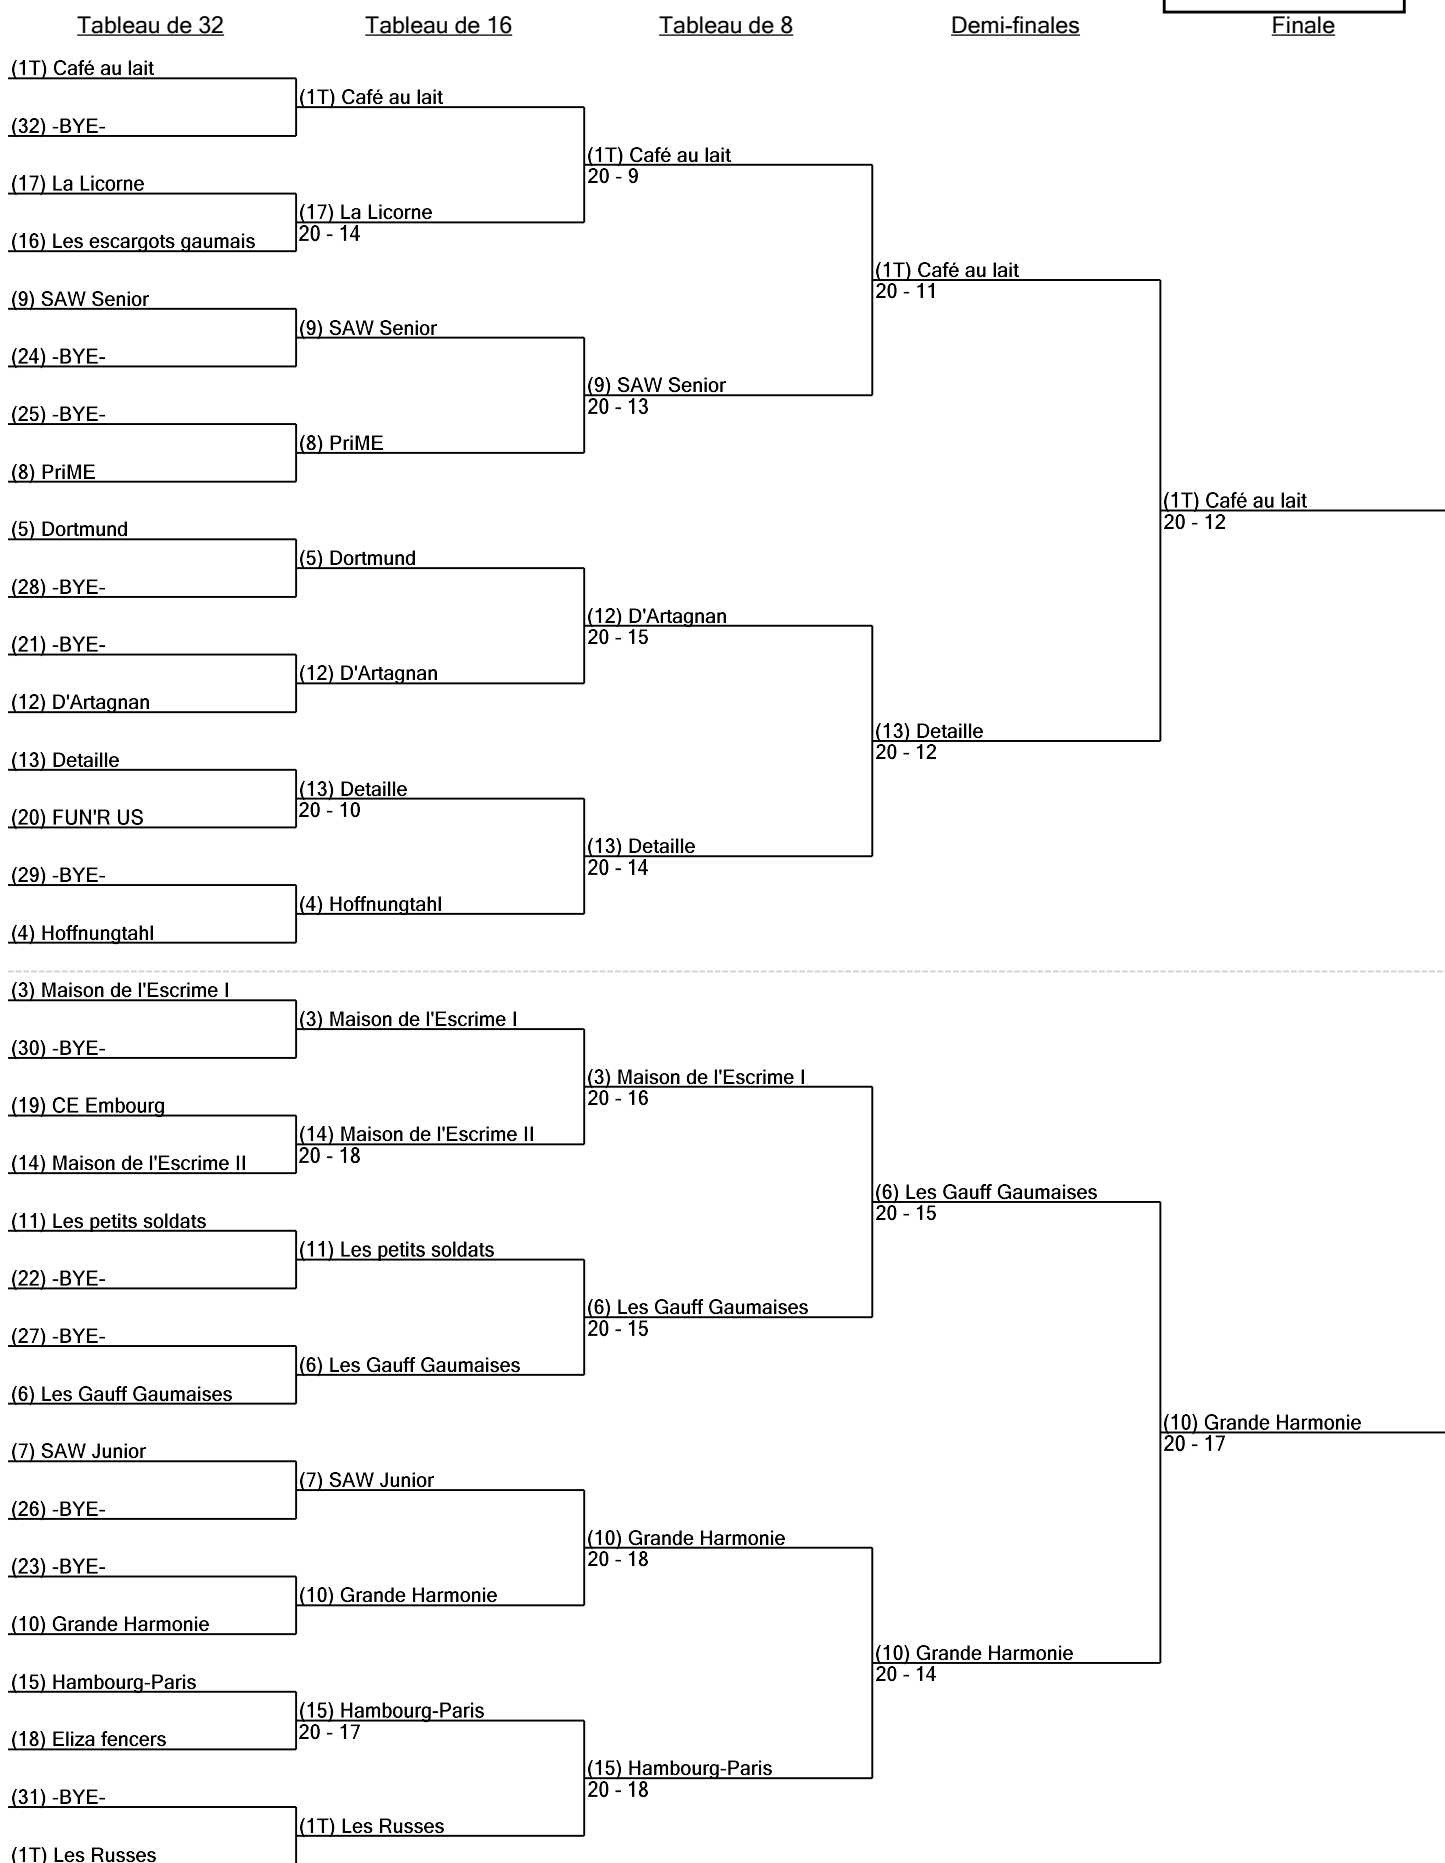 Tableau de 32
Tableau de 16
Tableau de 8
Demi-finales
Finale
(1T) Café au lait
(1T) Café au lait
(32) -BYE-
(1T) Café au lait
20 - 9
(17) La Licorne
(17) La Licorne
20 - 14
(16) Les escargots gaumais
(1T) Café au lait
20 - 11
(9) SAW Senior
(9) SAW Senior
(24) -BYE-
(9) SAW Senior
20 - 13
(25) -BYE-
(8) PriME
(8) PriME
(1T) Café au lait
20 - 12
(5) Dortmund
(5) Dortmund
(28) -BYE-
(12) D'Artagnan
20 - 15
(21) -BYE-
(12) D'Artagnan
(12) D'Artagnan
(13) Detaille
20 - 12
(13) Detaille
(13) Detaille
20 - 10
(20) FUN'R US
(13) Detaille
20 - 14
(29) -BYE-
(4) Hoffnungtahl
(4) Hoffnungtahl
(3) Maison de l'Escrime I
(3) Maison de l'Escrime I
(30) -BYE-
(3) Maison de l'Escrime I
20 - 16
(19) CE Embourg
(14) Maison de l'Escrime II
20 - 18
(14) Maison de l'Escrime II
(6) Les Gauff Gaumaises
20 - 15
(11) Les petits soldats
(11) Les petits soldats
(22) -BYE-
(6) Les Gauff Gaumaises
20 - 15
(27) -BYE-
(6) Les Gauff Gaumaises
(6) Les Gauff Gaumaises
(10) Grande Harmonie
20 - 17
(7) SAW Junior
(7) SAW Junior
(26) -BYE-
(10) Grande Harmonie
20 - 18
(23) -BYE-
(10) Grande Harmonie
(10) Grande Harmonie
(10) Grande Harmonie
20 - 14
(15) Hambourg-Paris
(15) Hambourg-Paris
20 - 17
(18) Eliza fencers
(15) Hambourg-Paris
20 - 18
(31) -BYE-
(1T) Les Russes
(1T) Les Russes